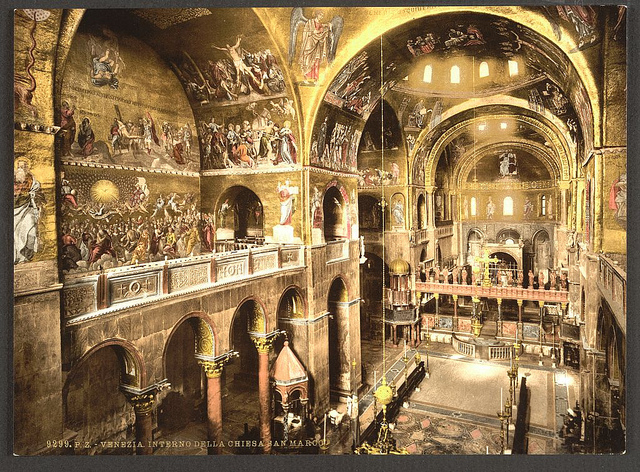 9299. P. Z. - VENEZIA. INTERNO DELLA CHIESA SAN MARCO